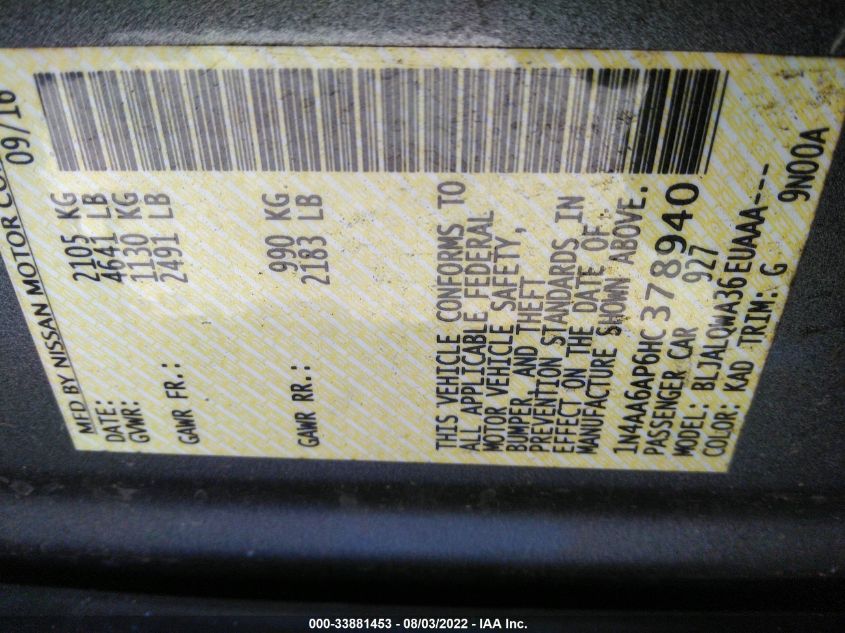 MFD BY NISSAN MOTOR CO.
DATE: 09/16
GVWR: 2105 KG
4641 LB
GAWR FR.: 1130 KG
2491 LB
GAWR RR.: 990 KG
2183 LB
THIS VEHICLE CONFORMS TO
ALL APPLICABLE FEDERAL
MOTOR VEHICLE SAFETY,
BUMPER, AND THEFT
PREVENTION STANDARDS IN
EFFECT ON THE DATE OF
MANUFACTURE SHOWN ABOVE.
1N4AA6AP6HC378940
PASSENGER CAR 927
MODEL: BLJALQWA36EUAAA---
COLOR: KAD TRIM: G 9N00A
000-33881453 - 08/03/2022 - IAA Inc.